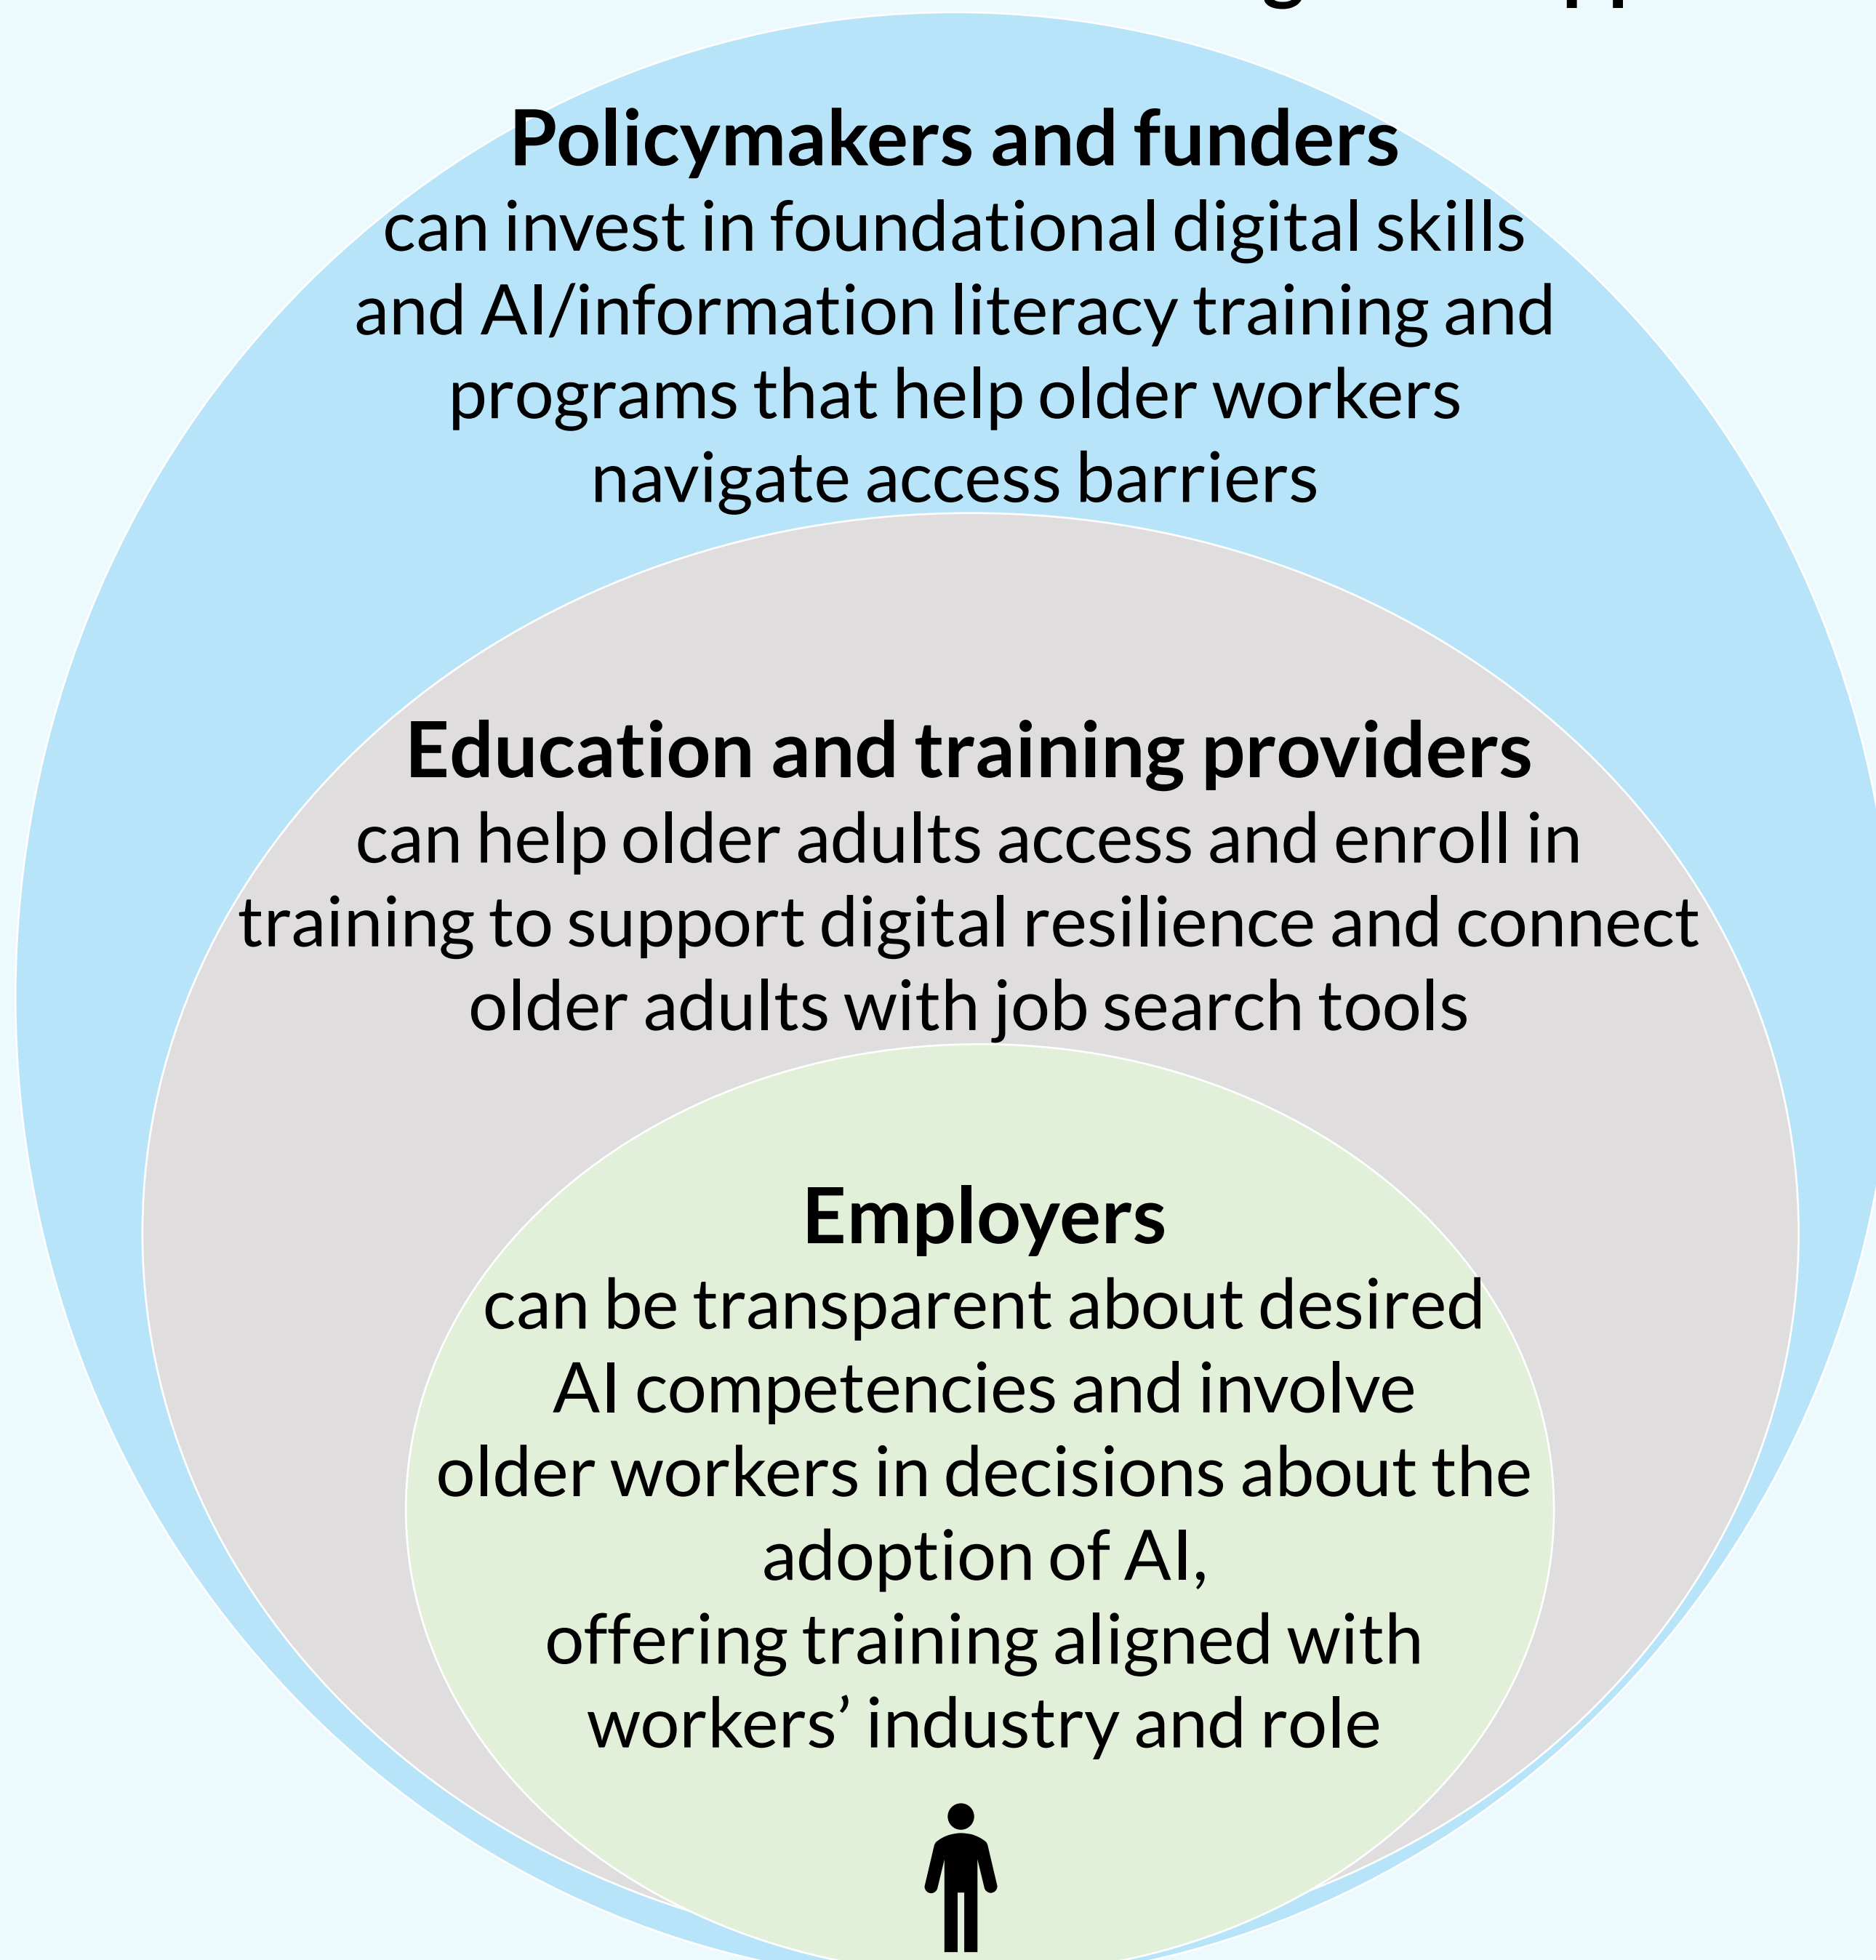 Policymakers and funders
can invest in foundational digital skills
and AI/information literacy training and
programs that help older workers
navigate access barriers
Education and training providers
can help older adults access and enroll in
training to support digital resilience and connect
older adults with job search tools
Employers
can be transparent about desired
AI competencies and involve
older workers in decisions about the
adoption of AI,
offering training aligned with
workers’ industry and role